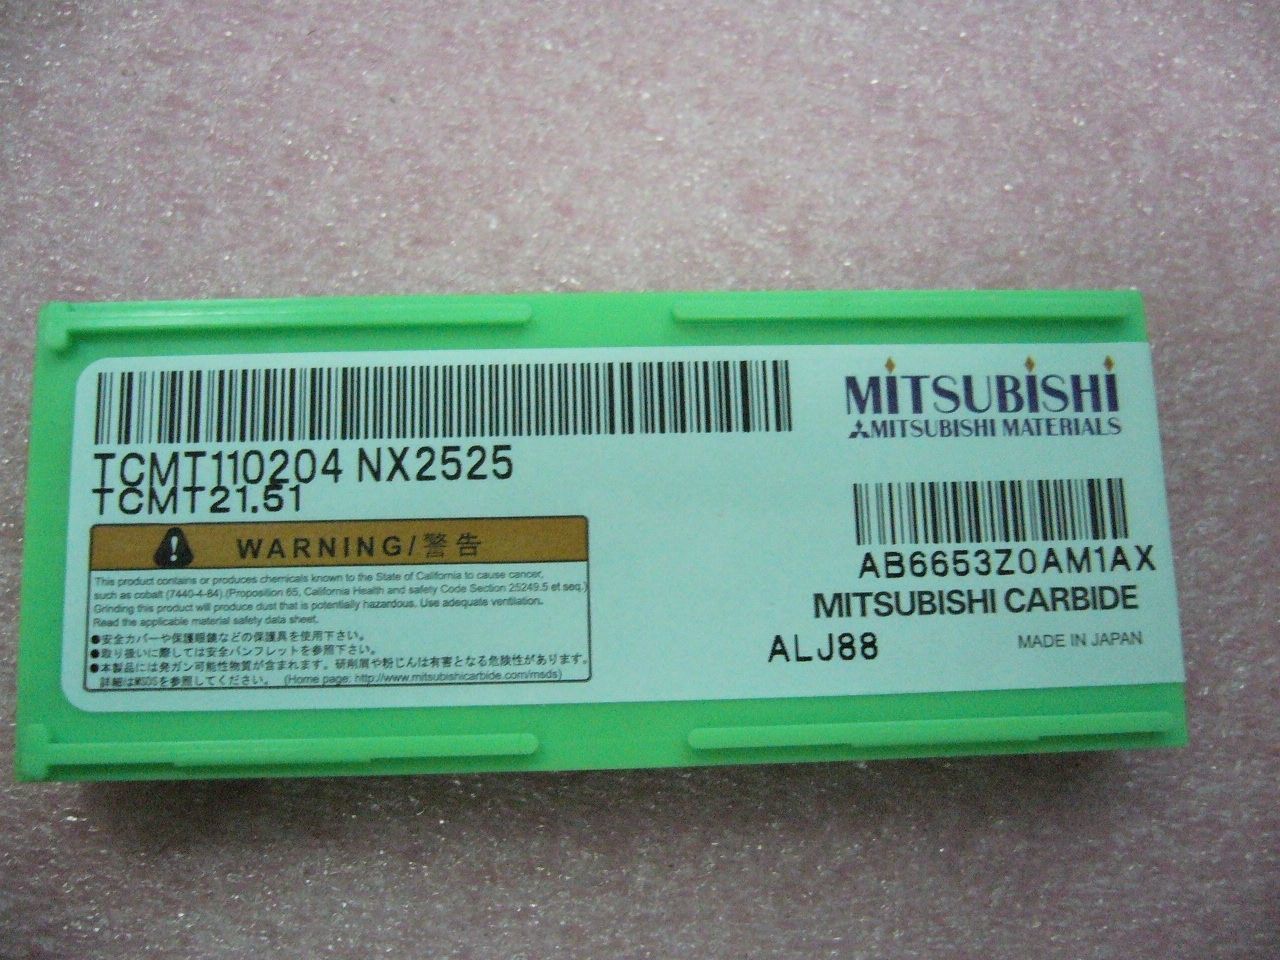 TCMT110204 NX2525
TCMT21.51
WARNING/警告
This product contains or produces chemicals known to the State of California to cause cancer,
such as cobalt (7440-4-84).(Proposition 65, California Health and safety Code Section 25249.5 et seq.)
Grinding this product will produce dust that is potentially hazardous. Use adequate ventilation.
Read the applicable material safety data sheet.
●安全カバーや保護眼鏡などの保護具を使用下さい。
●取り扱いに際しては安全パンフレットを参照下さい。
●本製品には発ガン可能性物質が含まれます。研削屑や粉じんは有害となる危険性があります。
詳細はMSDSを参照してください。 (Home page: http://www.mitsubishicarbide.com/msds)
MITSUBISHI
MITSUBISHI MATERIALS
AB6653Z0AM1AX
MITSUBISHI CARBIDE
ALJ88 MADE IN JAPAN